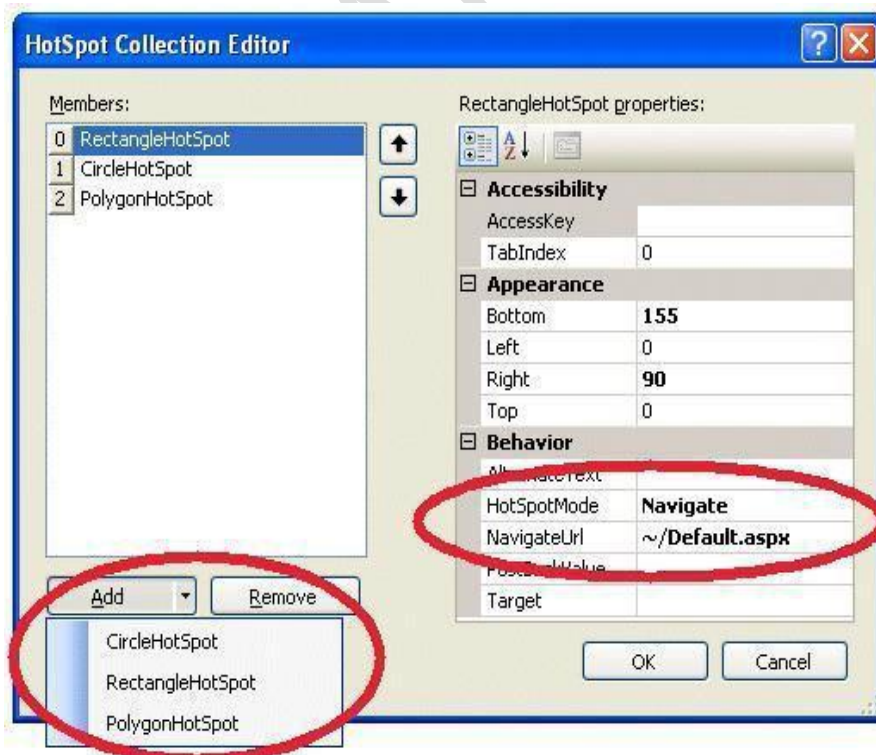 HotSpot Collection Editor
Members:
0 RectangleHotSpot
1 CircleHotSpot
2 PolygonHotSpot
Add
Remove
CircleHotSpot
RectangleHotSpot
PolygonHotSpot
RectangleHotSpot properties:
Accessibility
AccessKey
TabIndex 0
Appearance
Bottom 155
Left 0
Right 90
Top 0
Behavior
HotSpotMode Navigate
NavigateUrl ~/Default.aspx
Target
OK
Cancel